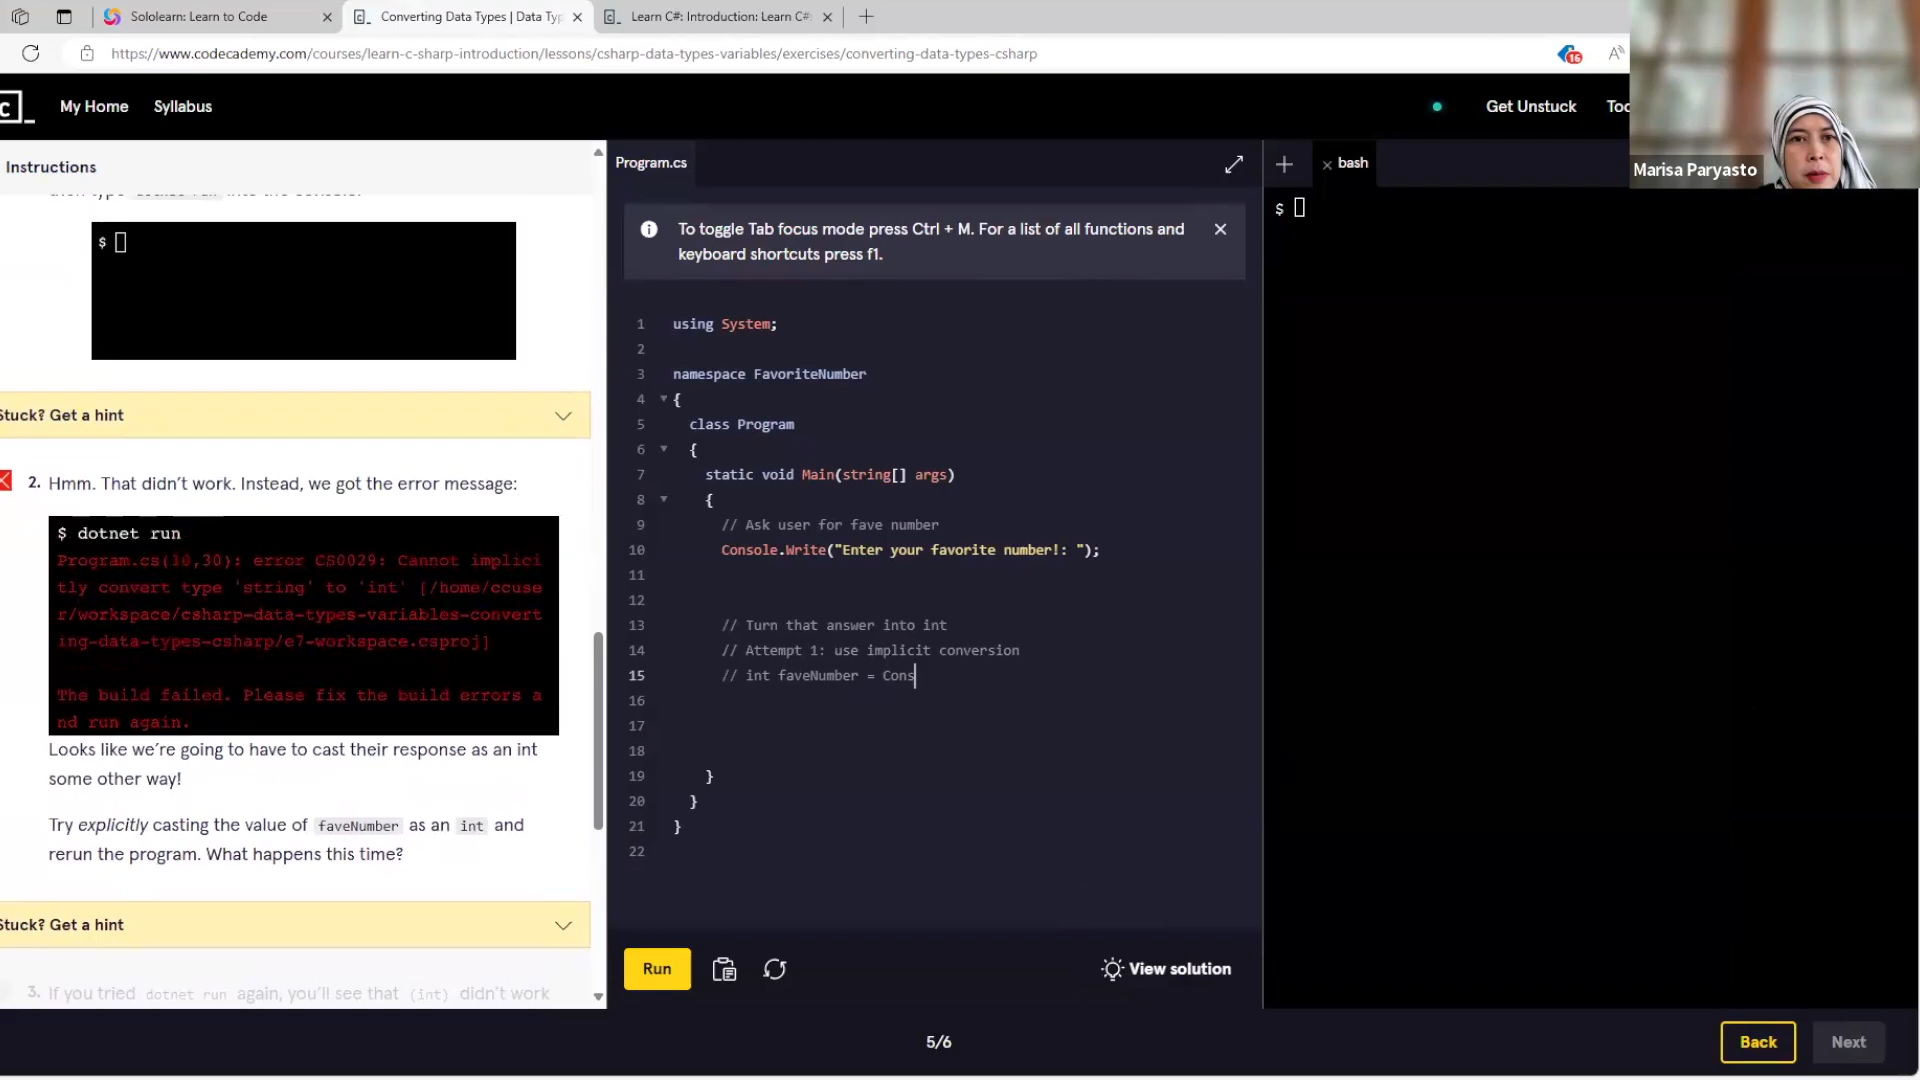 Sololearn: Learn to Code
Converting Data Types | Data Typ
Learn C#: Introduction: Learn C#:
https://www.codecademy.com/courses/learn-c-sharp-introduction/lessons/csharp-data-types-variables/exercises/converting-data-types-csharp
16
My Home
Syllabus
Get Unstuck
Marisa Paryasto
Instructions
$
Stuck? Get a hint
2. Hmm. That didn't work. Instead, we got the error message:
$ dotnet run
Program.cs(10,30): error CS0029: Cannot implici
tly convert type 'string' to 'int' [/home/ccuse
r/workspace/csharp-data-types-variables-convert
ing-data-types-csharp/e7-workspace.csproj]
The build failed. Please fix the build errors a
nd run again.
Looks like we're going to have to cast their response as an int
some other way!
Try explicitly casting the value of faveNumber as an int and
rerun the program. What happens this time?
Stuck? Get a hint
3. If you tried dotnet run again, you'll see that (int) didn't work
Program.cs
To toggle Tab focus mode press Ctrl + M. For a list of all functions and
keyboard shortcuts press f1.
1 using System;
2
3 namespace FavoriteNumber
4 {
5 class Program
6 {
7 static void Main(string[] args)
8 {
9 // Ask user for fave number
10 Console.Write("Enter your favorite number!: ");
11
12
13 // Turn that answer into int
14 // Attempt 1: use implicit conversion
15 // int faveNumber = Cons
16
17
18
19 }
20 }
21 }
22
Run
View solution
bash
$
5/6
Back
Next